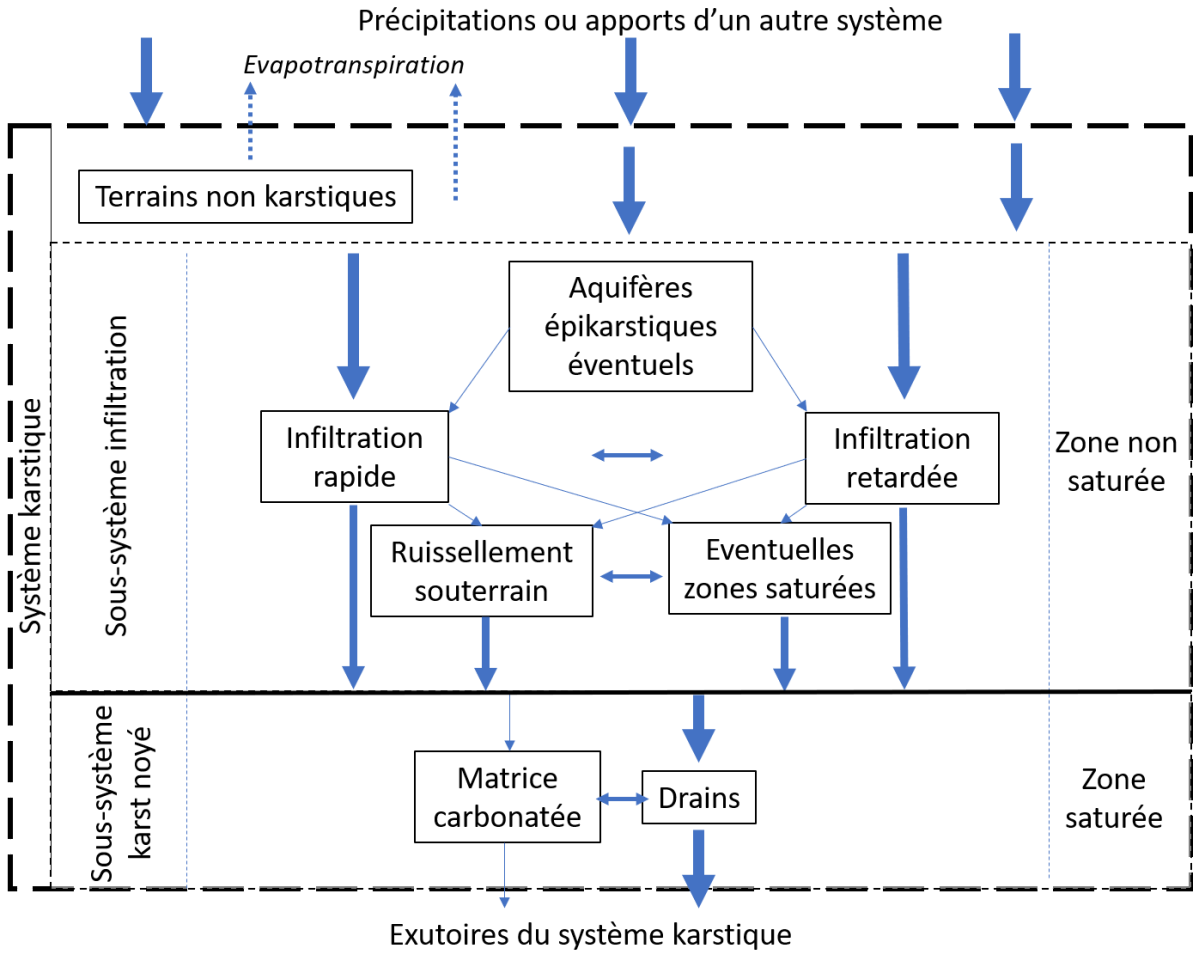 Précipitations ou apports d’un autre système
Evapotranspiration
Terrains non karstiques
Système karstique
Sous-système infiltration
Aquifères
épikarstiques
éventuels
Infiltration
rapide
Infiltration
retardée
Zone non
saturée
Ruissellement
souterrain
Eventuelles
zones saturées
Sous-système
karst noyé
Matrice
carbonatée
Drains
Zone
saturée
Exutoires du système karstique